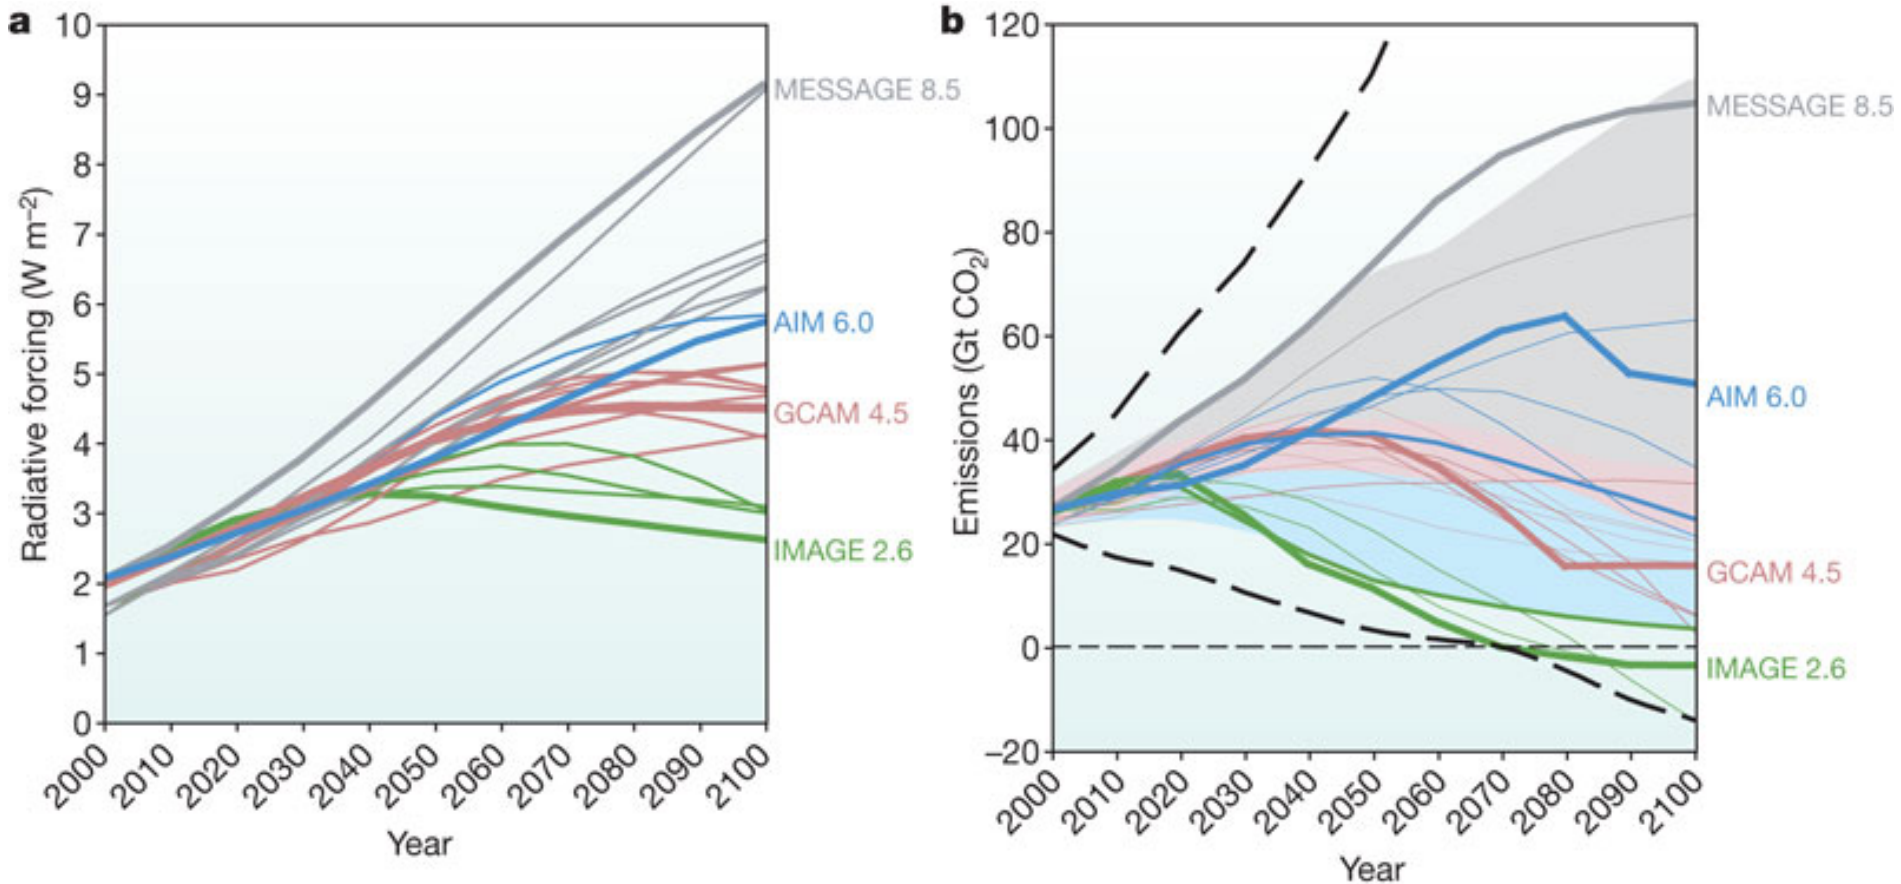 a
10
9
8
7
6
5
4
3
2
1
0
Radiative forcing (W m⁻²)
2000
2010
2020
2030
2040
2050
2060
2070
2080
2090
2100
Year
MESSAGE 8.5
AIM 6.0
GCAM 4.5
IMAGE 2.6
b
120
100
80
60
40
20
0
–20
Emissions (Gt CO₂)
2000
2010
2020
2030
2040
2050
2060
2070
2080
2090
2100
Year
MESSAGE 8.5
AIM 6.0
GCAM 4.5
IMAGE 2.6